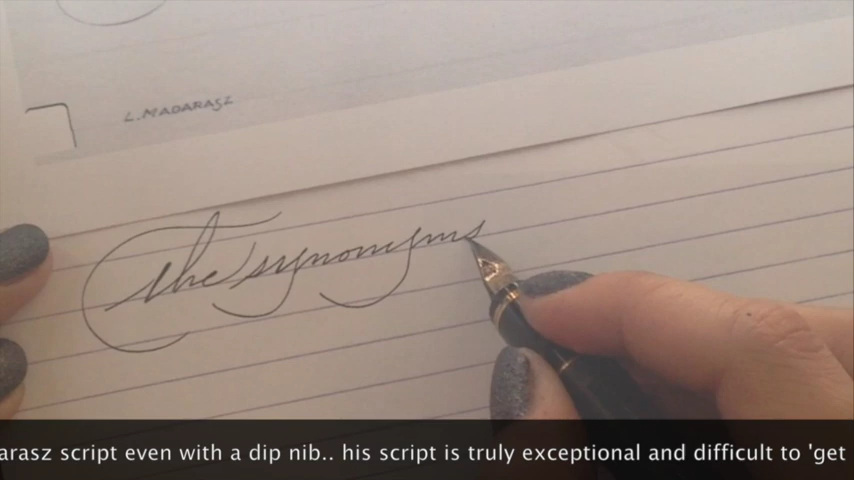 L. MADARASZ
the synonyms
arasz script even with a dip nib.. his script is truly exceptional and difficult to 'get